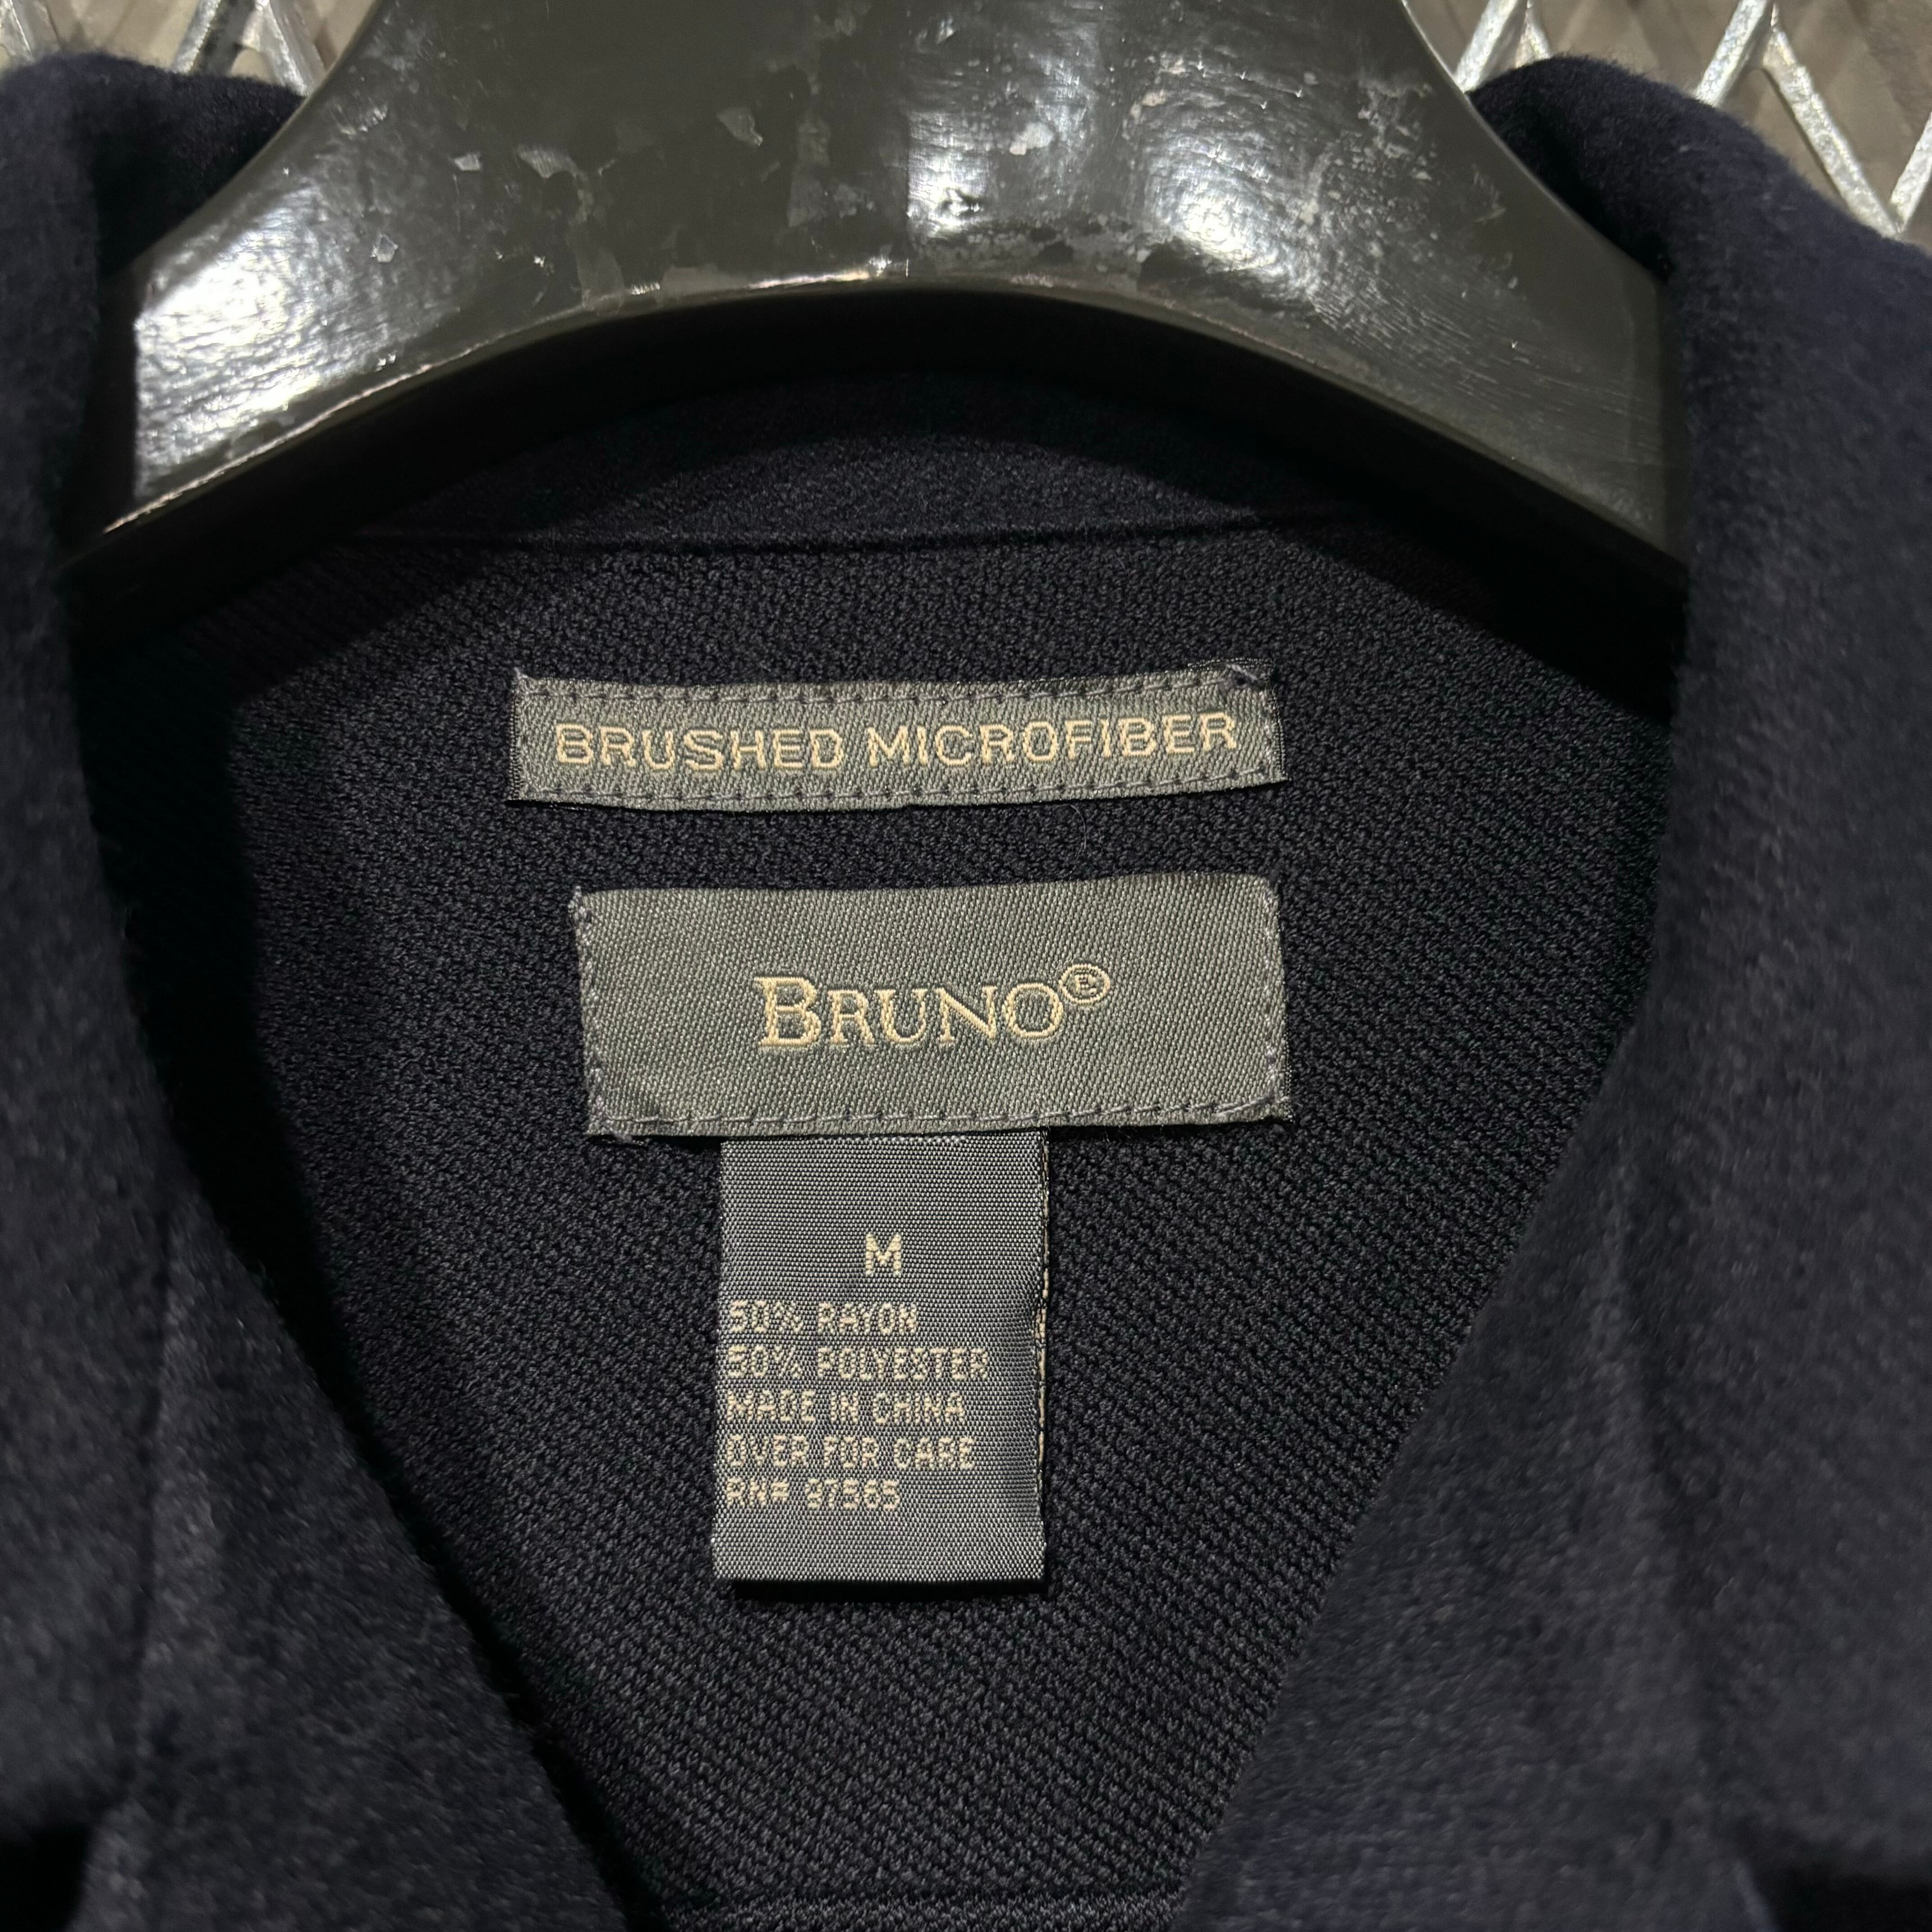 BRUSHED MICROFIBER
BRUNO®
M
50% RAYON
50% POLYESTER
MADE IN CHINA
OVER FOR CARE
RN# 97565